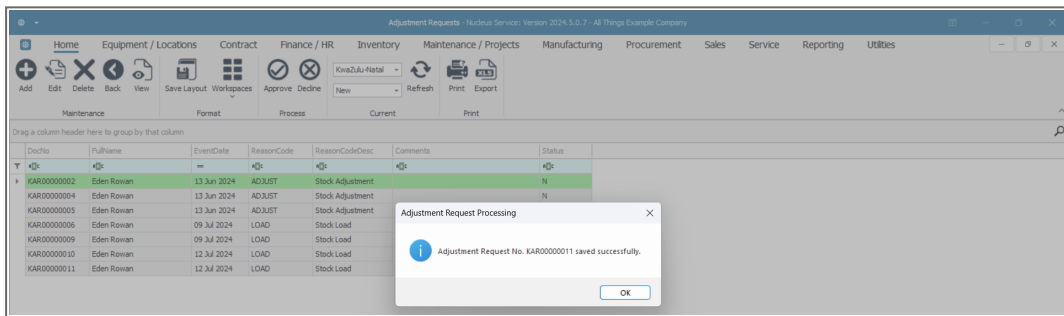 Adjustment Requests - Nucleus Service: Version 2024.5.0.7 - All Things Example Company
Home Equipment / Locations Contract Finance / HR Inventory Maintenance / Projects Manufacturing Procurement Sales Service Reporting Utilities
KwaZulu-Natal
New
Add Edit Delete Back View Save Layout Workspaces Approve Decline Refresh Print Export
XLS
Maintenance Format Process Current Print
Drag a column header here to group by that column
DocNo FullName EventDate ReasonCode ReasonCodeDesc Comments Status
KAR00000002 Eden Rowan 13 Jun 2024 ADJUST Stock Adjustment N
KAR00000004 Eden Rowan 13 Jun 2024 ADJUST Stock Adjustment N
KAR00000005 Eden Rowan 13 Jun 2024 ADJUST Stock Adjustment
KAR00000006 Eden Rowan 09 Jul 2024 LOAD Stock Load
KAR00000009 Eden Rowan 09 Jul 2024 LOAD Stock Load
KAR00000010 Eden Rowan 12 Jul 2024 LOAD Stock Load
KAR00000011 Eden Rowan 12 Jul 2024 LOAD Stock Load
Adjustment Request Processing
Adjustment Request No. KAR00000011 saved successfully.
OK